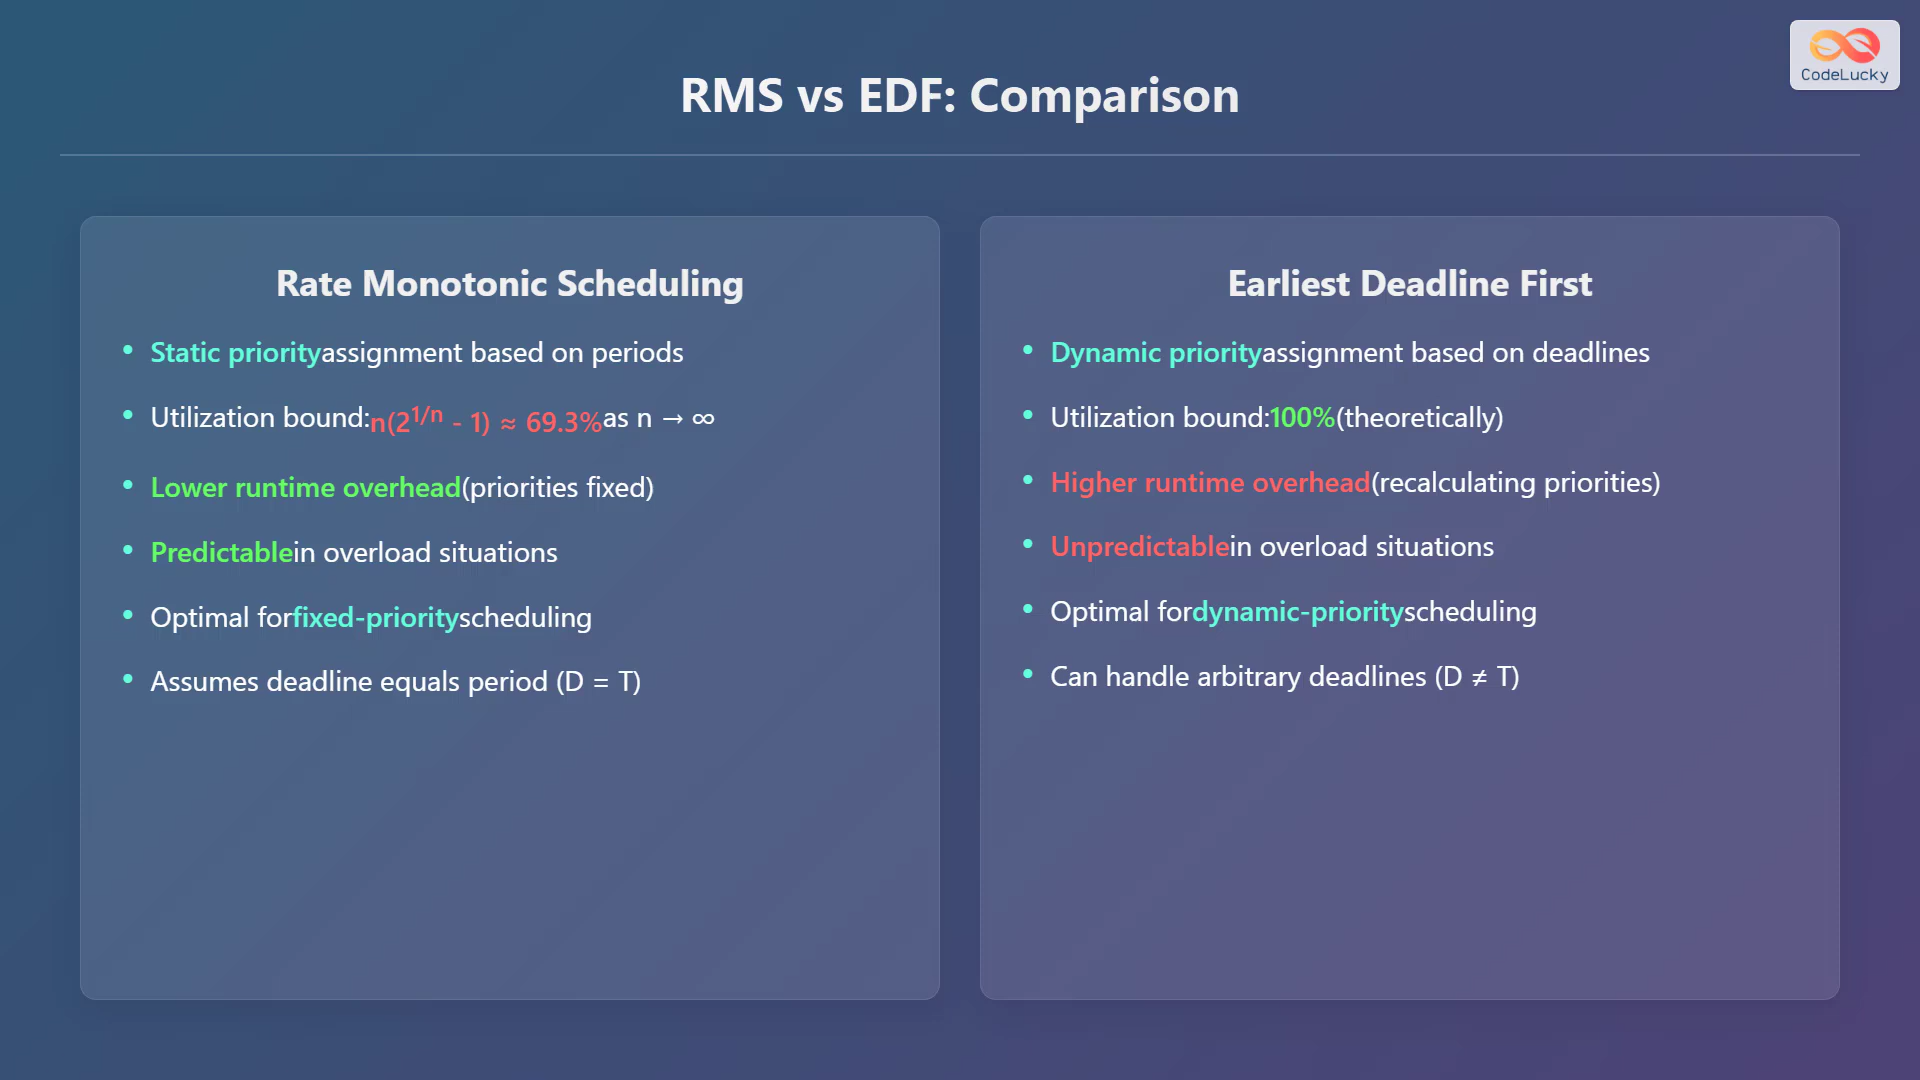 CodeLucky
RMS vs EDF: Comparison
Rate Monotonic Scheduling
• Static priorityassignment based on periods
• Utilization bound:n(2^1/n - 1) ≈ 69.3%as n → ∞
• Lower runtime overhead(priorities fixed)
• Predictablein overload situations
• Optimal forfixed-priorityscheduling
• Assumes deadline equals period (D = T)
Earliest Deadline First
• Dynamic priorityassignment based on deadlines
• Utilization bound:100%(theoretically)
• Higher runtime overhead(recalculating priorities)
• Unpredictablein overload situations
• Optimal fordynamic-priorityscheduling
• Can handle arbitrary deadlines (D ≠ T)